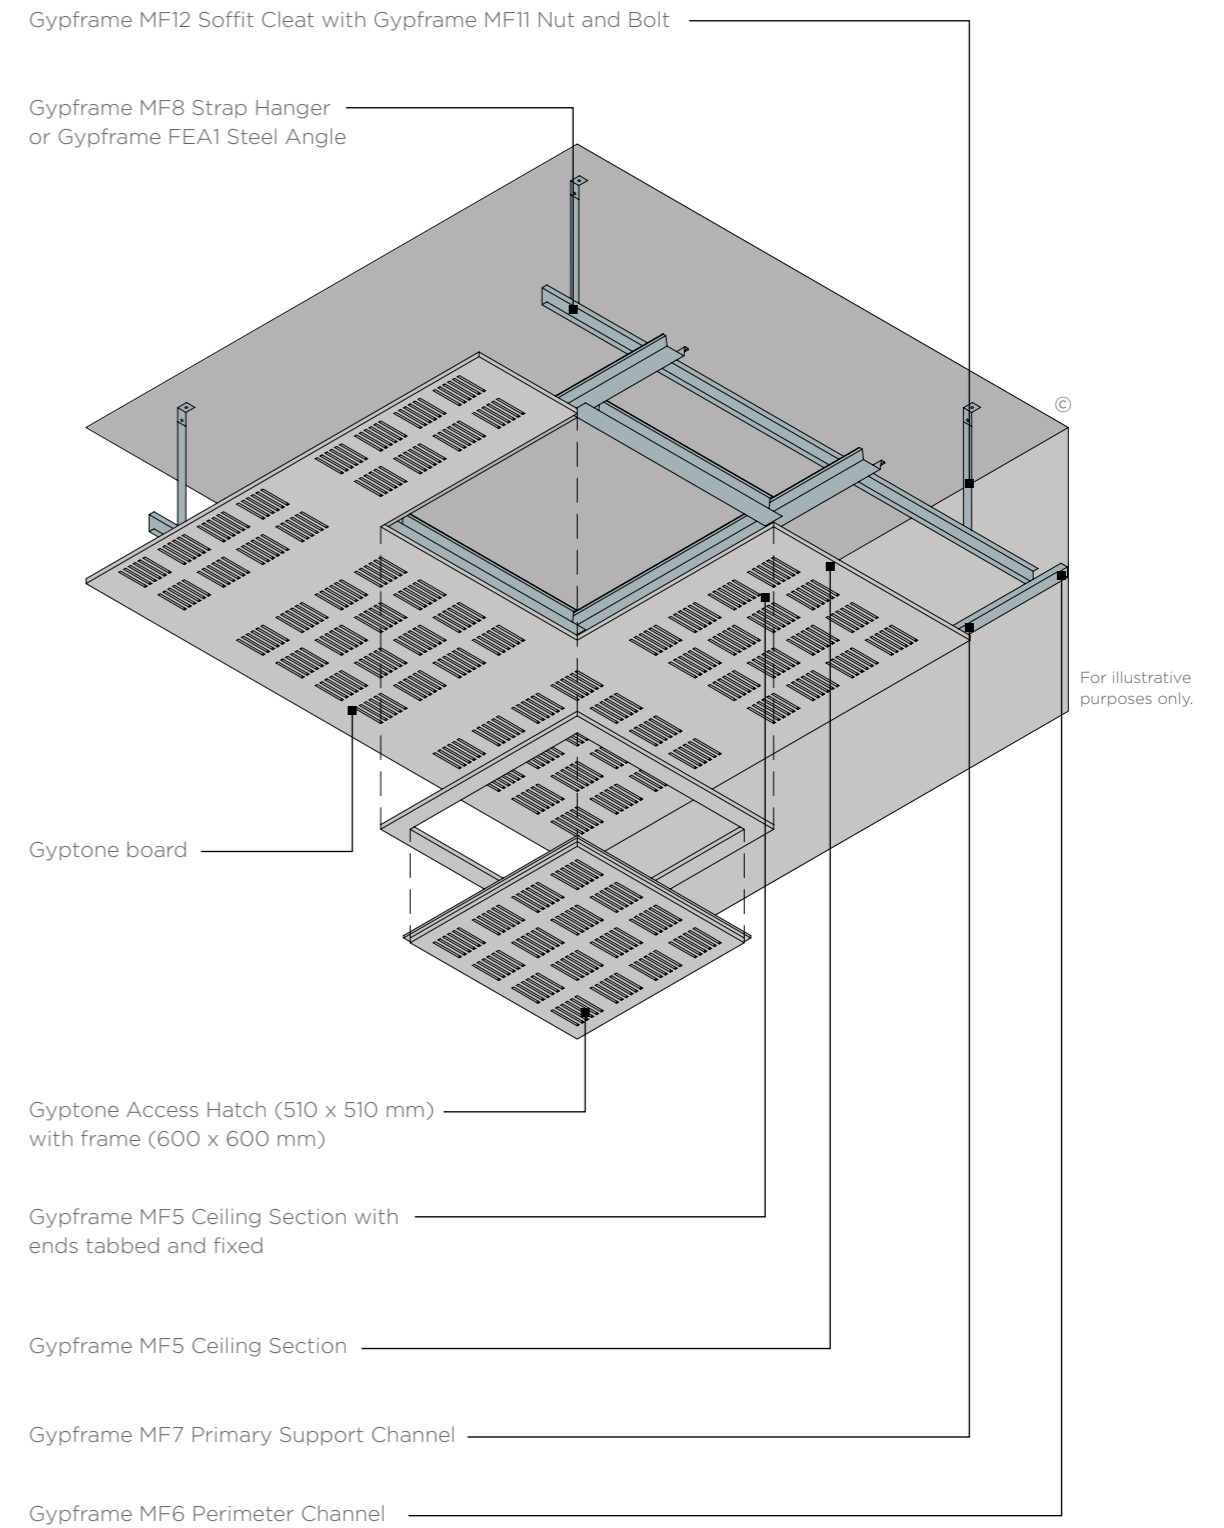 Gypframe MF12 Soffit Cleat with Gypframe MF11 Nut and Bolt
Gypframe MF8 Strap Hanger
or Gypframe FEA1 Steel Angle
©
For illustrative
purposes only.
Gyptone board
Gyptone Access Hatch (510 x 510 mm)
with frame (600 x 600 mm)
Gypframe MF5 Ceiling Section with
ends tabbed and fixed
Gypframe MF5 Ceiling Section
Gypframe MF7 Primary Support Channel
Gypframe MF6 Perimeter Channel